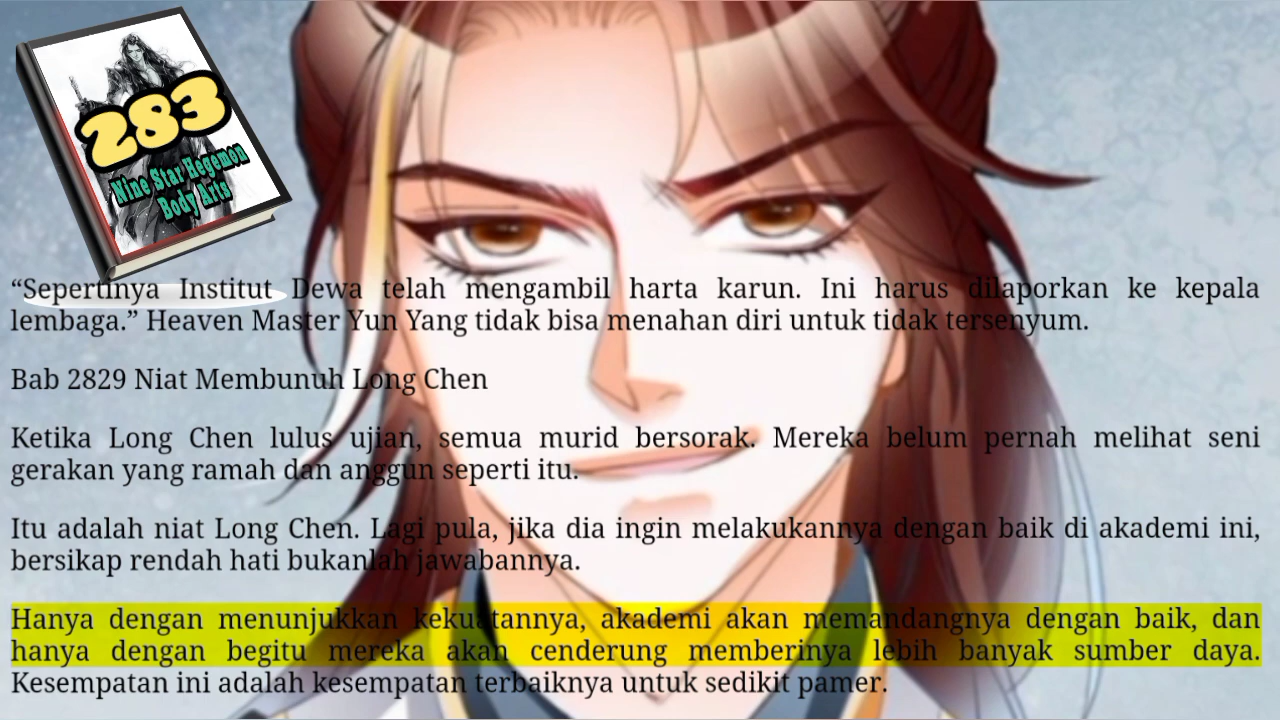 283
Nine Star Hegemon
Body Arts
“Sepertinya Institut Dewa telah mengambil harta karun. Ini harus dilaporkan ke kepala
lembaga.” Heaven Master Yun Yang tidak bisa menahan diri untuk tidak tersenyum.
Bab 2829 Niat Membunuh Long Chen
Ketika Long Chen lulus ujian, semua murid bersorak. Mereka belum pernah melihat seni
gerakan yang ramah dan anggun seperti itu.
Itu adalah niat Long Chen. Lagi pula, jika dia ingin melakukannya dengan baik di akademi ini,
bersikap rendah hati bukanlah jawabannya.
Hanya dengan menunjukkan kekuatannya, akademi akan memandangnya dengan baik, dan
hanya dengan begitu mereka akan cenderung memberinya lebih banyak sumber daya.
Kesempatan ini adalah kesempatan terbaiknya untuk sedikit pamer.